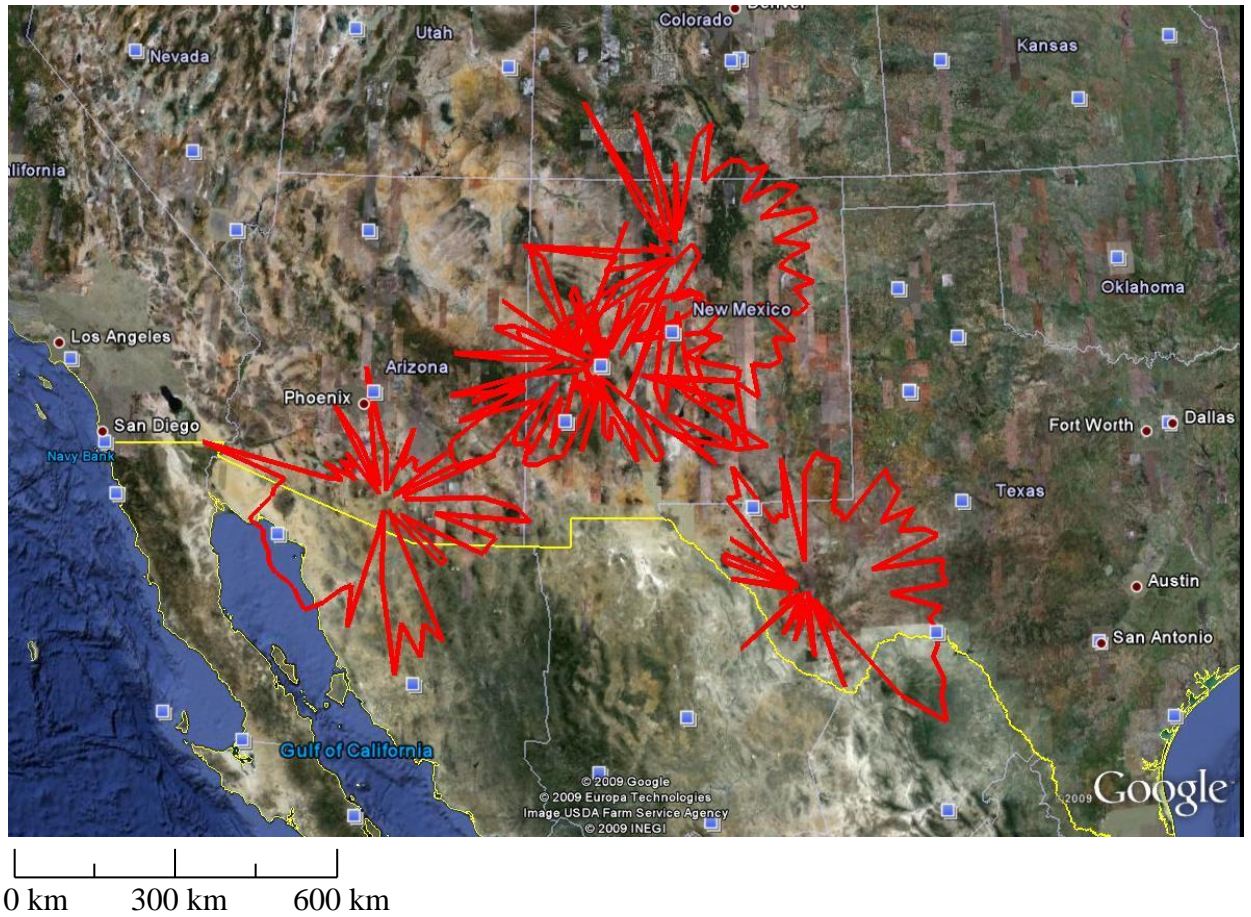 Colorado
Denver
Utah
Kansas
Nevada
alifornia
Oklahoma
New Mexico
Los Angeles
Arizona
Phoenix
San Diego
Fort Worth
Dallas
Navy Bank
Texas
Austin
San Antonio
Gulf of California
© 2009 Google
© 2009 Europa Technologies
Image USDA Farm Service Agency
© 2009 INEGI
©2009 Google
0 km 300 km 600 km